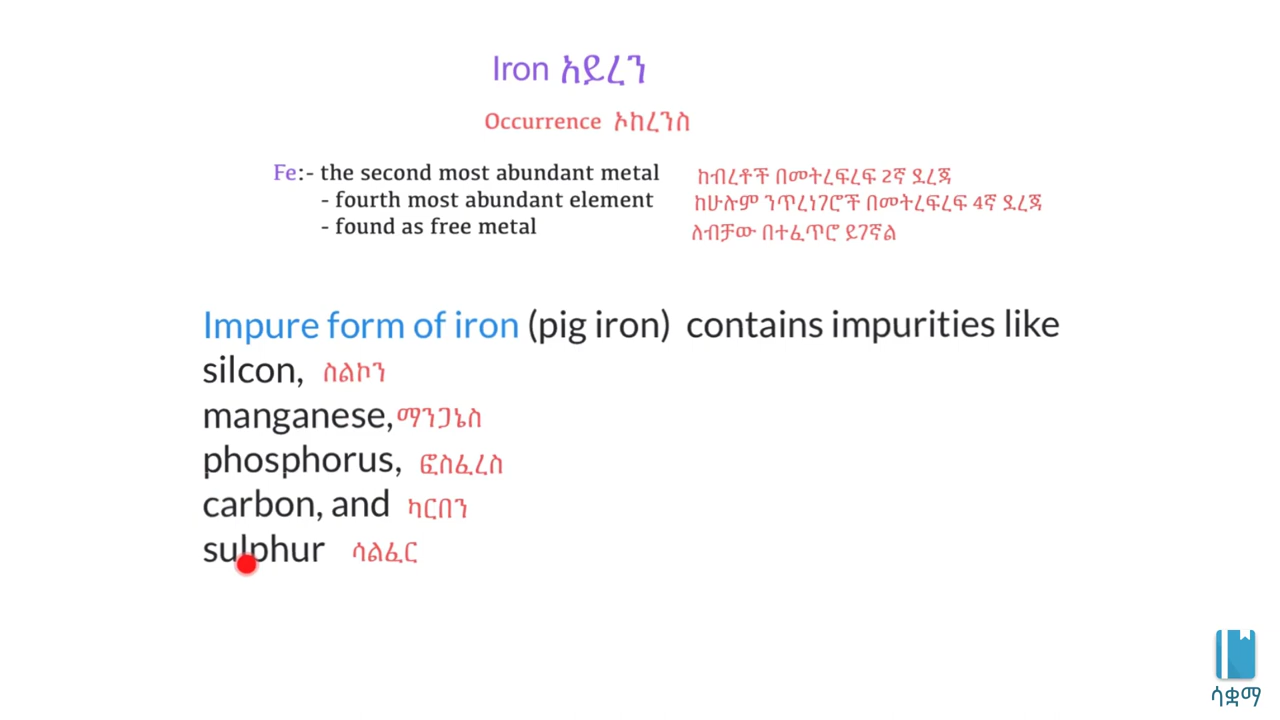 Iron አይረን
Occurrence ኦከረንስ
Fe:- the second most abundant metal ከብረቶች በመትረፍረፍ 2ኛ ደረጃ
- fourth most abundant element ከሁሉም ንጥረነገሮች በመትረፍረፍ 4ኛ ደረጃ
- found as free metal ለብቻው በተፈጥሮ ይገኛል
Impure form of iron (pig iron) contains impurities like
silcon, ስልኮን
manganese, ማንጋኔስ
phosphorus, ፎስፈረስ
carbon, and ካርበን
sulphur ሳልፈር
ሳቋማ